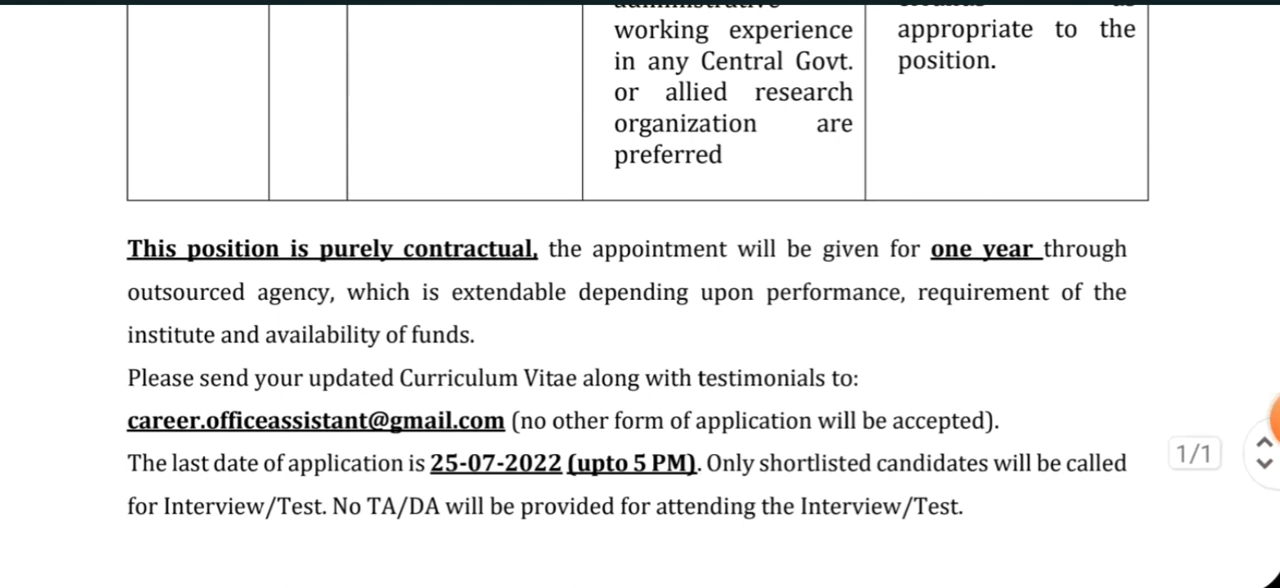 working experience
in any Central Govt.
or allied research
organization are
preferred
appropriate to the
position.
This position is purely contractual, the appointment will be given for one year through
outsourced agency, which is extendable depending upon performance, requirement of the
institute and availability of funds.
Please send your updated Curriculum Vitae along with testimonials to:
career.officeassistant@gmail.com (no other form of application will be accepted).
The last date of application is 25-07-2022 (upto 5 PM). Only shortlisted candidates will be called
for Interview/Test. No TA/DA will be provided for attending the Interview/Test.
1/1